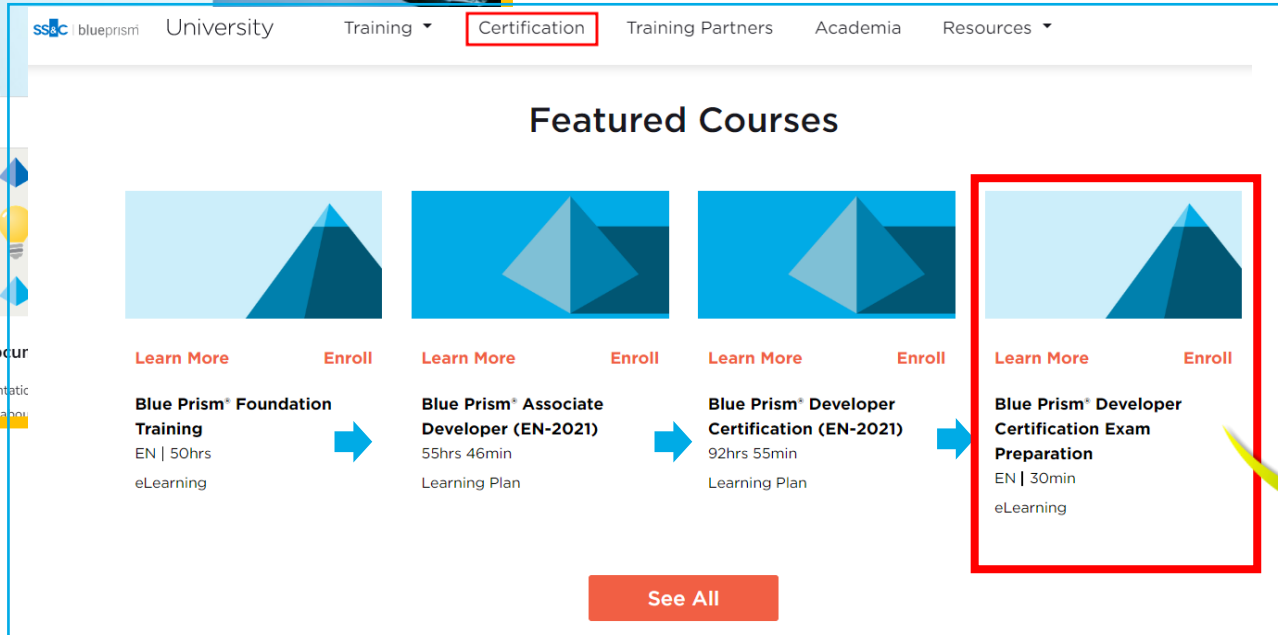 SS&C | blueprism University
Training
Certification
Training Partners
Academia
Resources
Featured Courses
Learn More Enroll
Blue Prism® Foundation
Training
EN | 50hrs
eLearning
Learn More Enroll
Blue Prism® Associate
Developer (EN-2021)
55hrs 46min
Learning Plan
Learn More Enroll
Blue Prism® Developer
Certification (EN-2021)
92hrs 55min
Learning Plan
Learn More Enroll
Blue Prism® Developer
Certification Exam
Preparation
EN | 30min
eLearning
See All